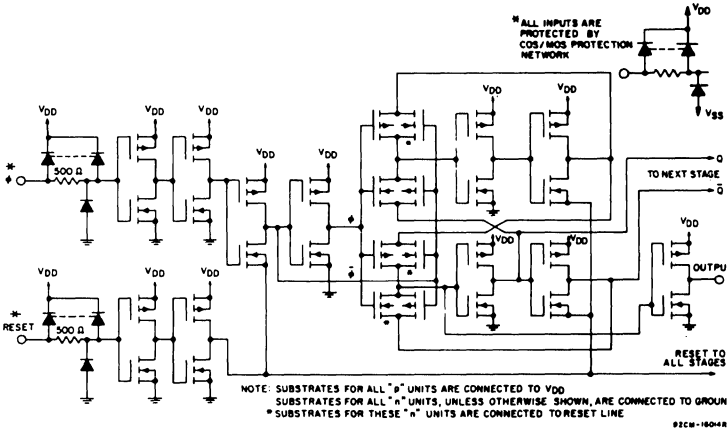 * ALL INPUTS ARE
PROTECTED BY
COS/MOS PROTECTION
NETWORK
VDD
VSS
VDD
VDD
VDD
*
ϕ
500 Ω
VDD
VDD
ϕ
ϕ̄
*
*
*
VDD
VDD
VDD
VDD
Q
TO NEXT STAGE
Q̄
VDD
OUTPU
VDD
VDD
VDD
*
RESET
500 Ω
RESET TO
ALL STAGES
NOTE: SUBSTRATES FOR ALL "p" UNITS ARE CONNECTED TO VDD
SUBSTRATES FOR ALL "n" UNITS, UNLESS OTHERWISE SHOWN, ARE CONNECTED TO GROUN
* SUBSTRATES FOR THESE "n" UNITS ARE CONNECTED TO RESET LINE